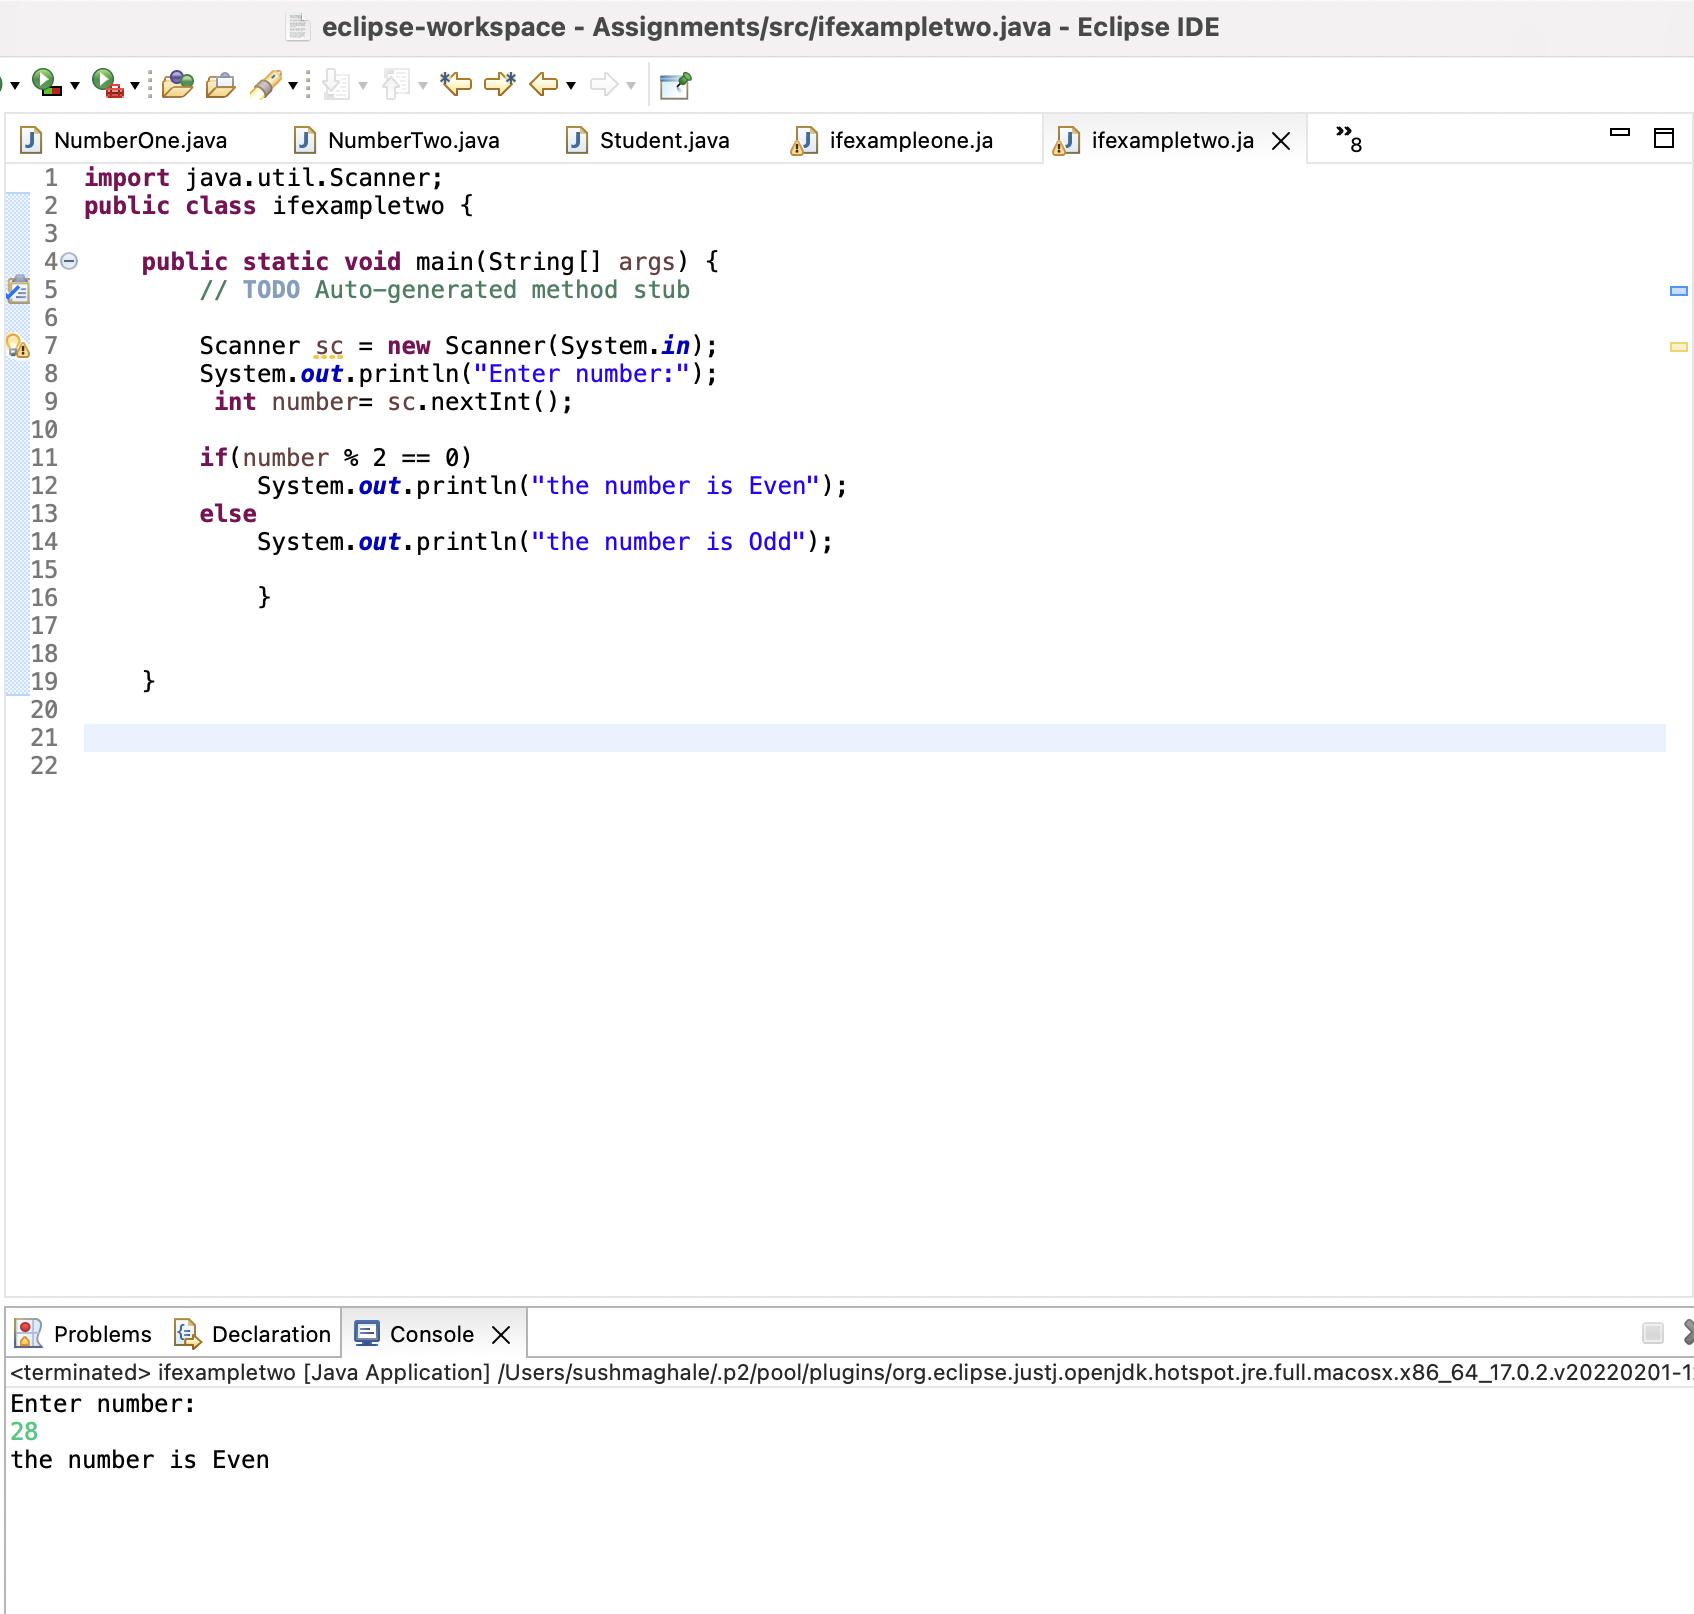 eclipse-workspace - Assignments/src/ifexampletwo.java - Eclipse IDE
NumberOne.java NumberTwo.java Student.java ifexampleone.ja ifexampletwo.ja »8
1 import java.util.Scanner;
2 public class ifexampletwo {
3
4 public static void main(String[] args) {
5 // TODO Auto-generated method stub
6
7 Scanner sc = new Scanner(System.in);
8 System.out.println("Enter number:");
9 int number= sc.nextInt();
10
11 if(number % 2 == 0)
12 System.out.println("the number is Even");
13 else
14 System.out.println("the number is Odd");
15
16 }
17
18
19 }
20
21
22
Problems Declaration Console
<terminated> ifexampletwo [Java Application] /Users/sushmaghale/.p2/pool/plugins/org.eclipse.justj.openjdk.hotspot.jre.full.macosx.x86_64_17.0.2.v20220201-1
Enter number:
28
the number is Even